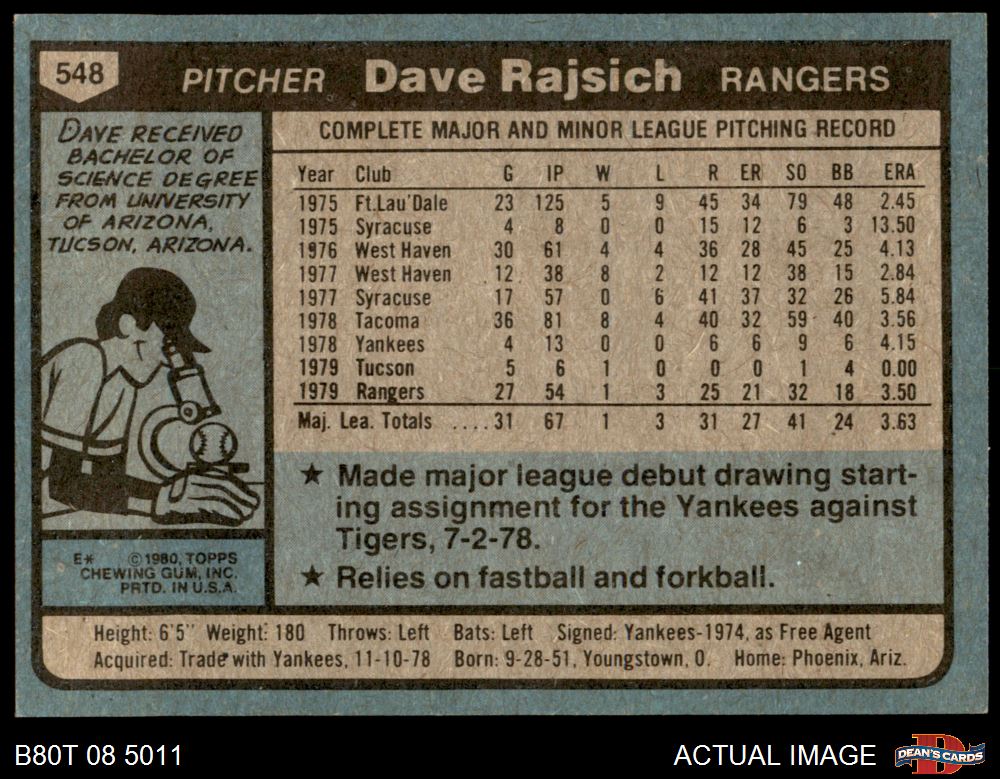 548 PITCHER Dave Rajsich RANGERS
DAVE RECEIVED
BACHELOR OF
SCIENCE DEGREE
FROM UNIVERSITY
OF ARIZONA,
TUCSON, ARIZONA.
E* ©1980, TOPPS
CHEWING GUM, INC.
PRTD. IN U.S.A.
COMPLETE MAJOR AND MINOR LEAGUE PITCHING RECORD
Year Club G IP W L R ER SO BB ERA
1975 Ft.Lau'Dale 23 125 5 9 45 34 79 48 2.45
1975 Syracuse 4 8 0 0 15 12 6 3 13.50
1976 West Haven 30 61 4 4 36 28 45 25 4.13
1977 West Haven 12 38 8 2 12 12 38 15 2.84
1977 Syracuse 17 57 0 6 41 37 32 26 5.84
1978 Tacoma 36 81 8 4 40 32 59 40 3.56
1978 Yankees 4 13 0 0 6 6 9 6 4.15
1979 Tucson 5 6 1 0 0 0 1 4 0.00
1979 Rangers 27 54 1 3 25 21 32 18 3.50
Maj. Lea. Totals ....31 67 1 3 31 27 41 24 3.63
★ Made major league debut drawing start-
ing assignment for the Yankees against
Tigers, 7-2-78.
★ Relies on fastball and forkball.
Height: 6'5" Weight: 180 Throws: Left Bats: Left Signed: Yankees-1974, as Free Agent
Acquired: Trade with Yankees, 11-10-78 Born: 9-28-51, Youngstown, O. Home: Phoenix, Ariz.
B80T 08 5011 ACTUAL IMAGE DEAN'S CARDS